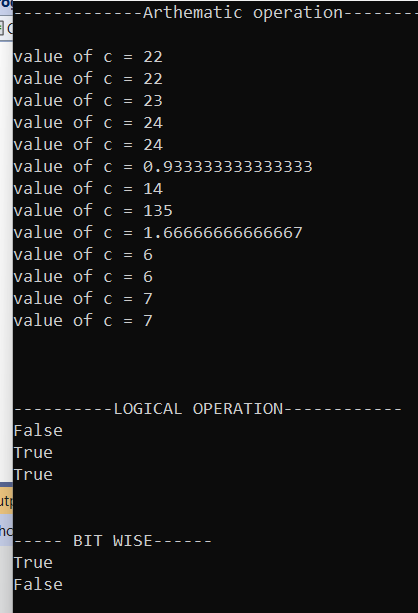 -------------Arthematic operation--------
value of c = 22
value of c = 22
value of c = 23
value of c = 24
value of c = 24
value of c = 0.933333333333333
value of c = 14
value of c = 135
value of c = 1.66666666666667
value of c = 6
value of c = 6
value of c = 7
value of c = 7
----------LOGICAL OPERATION------------
False
True
True
----- BIT WISE------
True
False